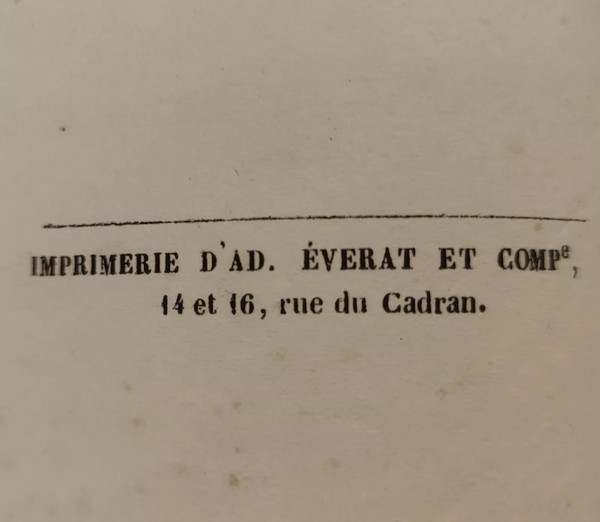 IMPRIMERIE D'AD. ÉVERAT ET COMPᵉ,
14 et 16, rue du Cadran.